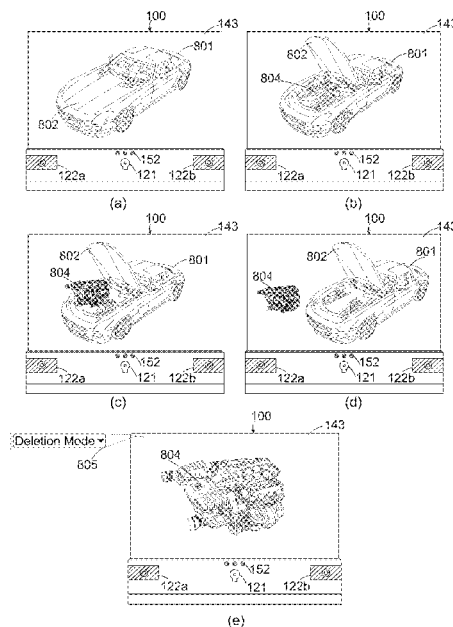 100 143 100 143
801 802 801
804
802
152 152
122a 121 122b 122a 121 122b
(a) (b)
100 143 100 143
802 801 802 801
804 804
152 152
122a 121 122b 122a 121 122b
(c) (d)
100 143
Deletion Mode
805 804
152
122a 121 122b
(e)